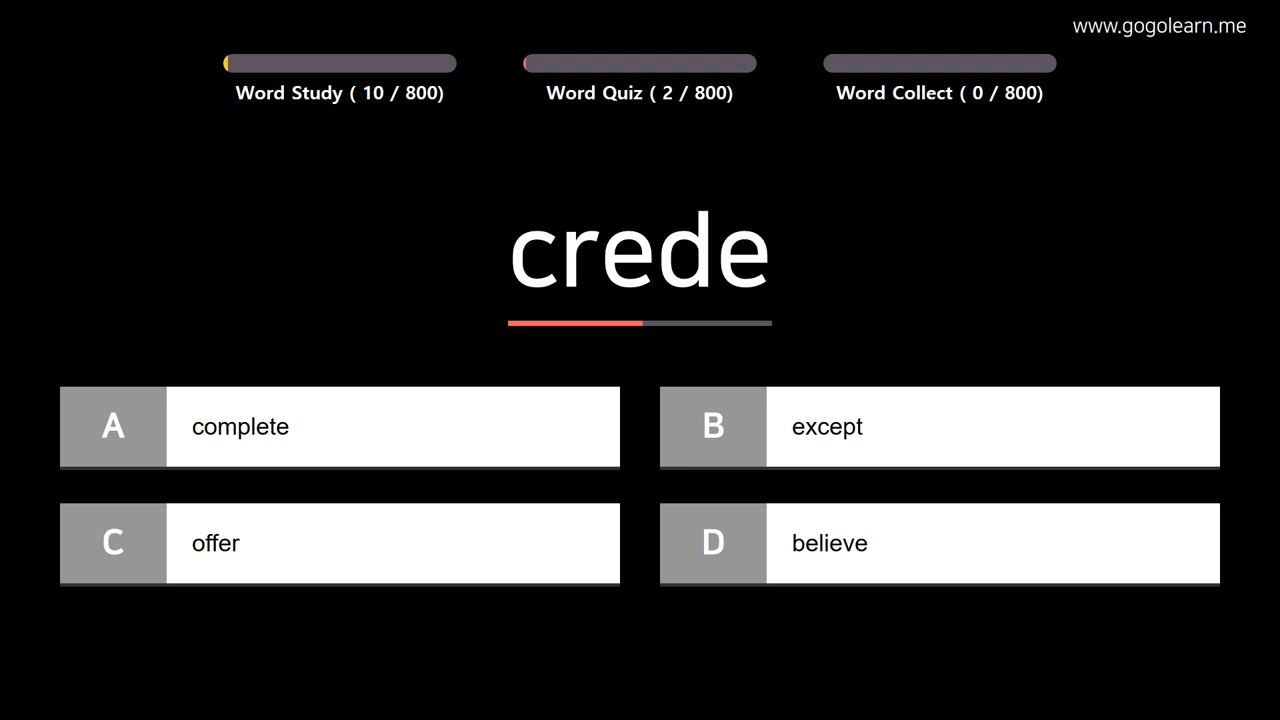 www.gogolearn.me
Word Study ( 10 / 800)
Word Quiz ( 2 / 800)
Word Collect ( 0 / 800)
crede
A complete
B except
C offer
D believe